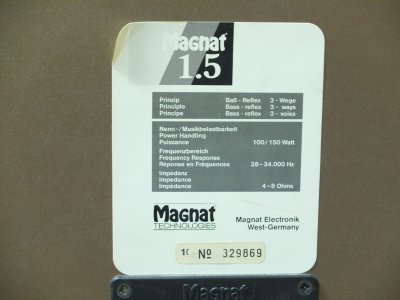 Magnat
1.5
Prinzip Baß-Reflex 3-Wege
Principle Bass-reflex 3-ways
Principe Bass-reflex 3-voies
Nenn-/Musikbelastbarkeit
Power Handling
Puissance 100/150 Watt
Frequenzbereich
Frequency Response
Réponse en Fréquences 28-34.000 Hz
Impedanz
Impedance
Impédance 4-8 Ohms
Magnat
TECHNOLOGIES
Magnat Electronik
West-Germany
Nº 329869
Magnat